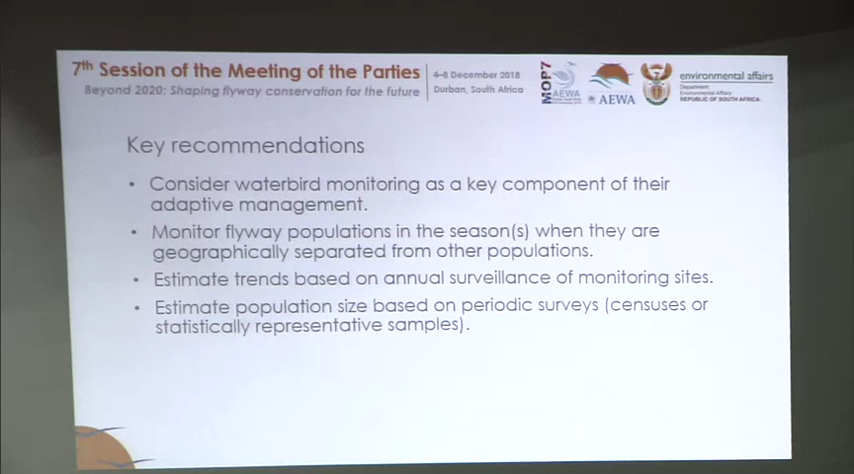 7th Session of the Meeting of the Parties
Beyond 2020: Shaping flyway conservation for the future
4–8 December 2018
Durban, South Africa
MOP7
AEWA
AEWA
environmental affairs
Department
Environmental Affairs
REPUBLIC OF SOUTH AFRICA
Key recommendations
• Consider waterbird monitoring as a key component of their
adaptive management.
• Monitor flyway populations in the season(s) when they are
geographically separated from other populations.
• Estimate trends based on annual surveillance of monitoring sites.
• Estimate population size based on periodic surveys (censuses or
statistically representative samples).